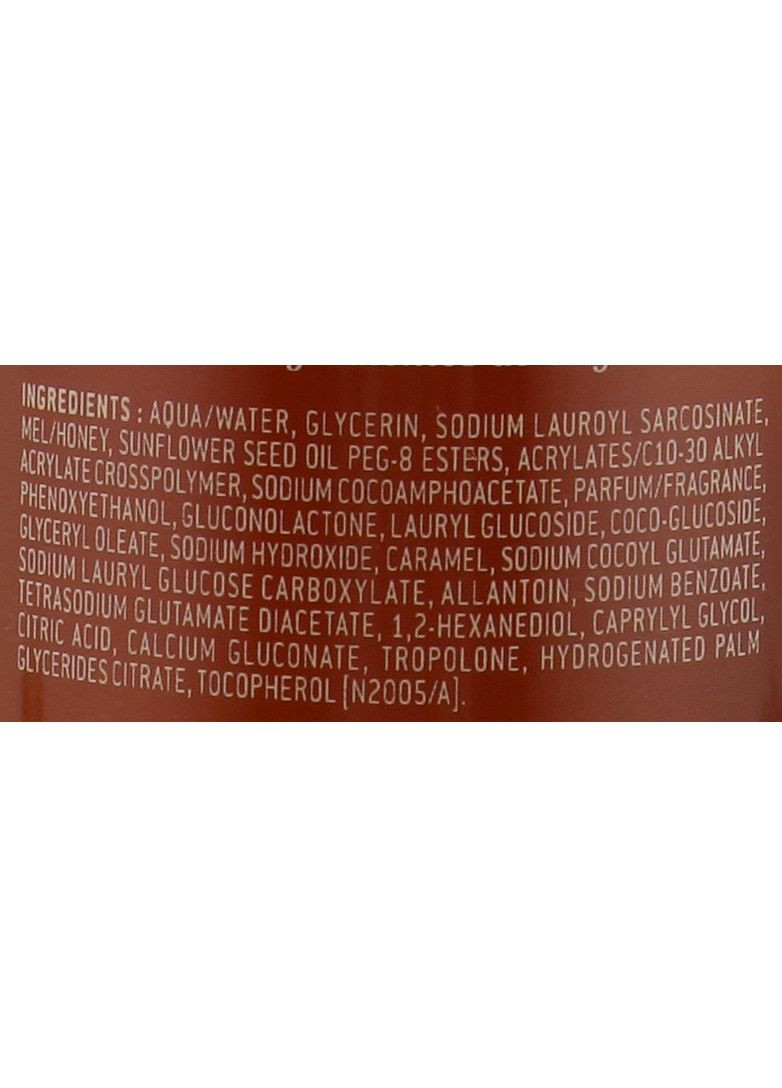 INGREDIENTS : AQUA/WATER, GLYCERIN, SODIUM LAUROYL SARCOSINATE,
MEL/HONEY, SUNFLOWER SEED OIL PEG-8 ESTERS, ACRYLATES/C10-30 ALKYL
ACRYLATE CROSSPOLYMER, SODIUM COCOAMPHOACETATE, PARFUM/FRAGRANCE,
PHENOXYETHANOL, GLUCONOLACTONE, LAURYL GLUCOSIDE, COCO-GLUCOSIDE,
GLYCERYL OLEATE, SODIUM HYDROXIDE, CARAMEL, SODIUM COCOYL GLUTAMATE,
SODIUM LAURYL GLUCOSE CARBOXYLATE, ALLANTOIN, SODIUM BENZOATE,
TETRASODIUM GLUTAMATE DIACETATE, 1,2-HEXANEDIOL, CAPRYLYL GLYCOL,
CITRIC ACID, CALCIUM GLUCONATE, TROPOLONE, HYDROGENATED PALM
GLYCERIDES CITRATE, TOCOPHEROL [N2005/A].